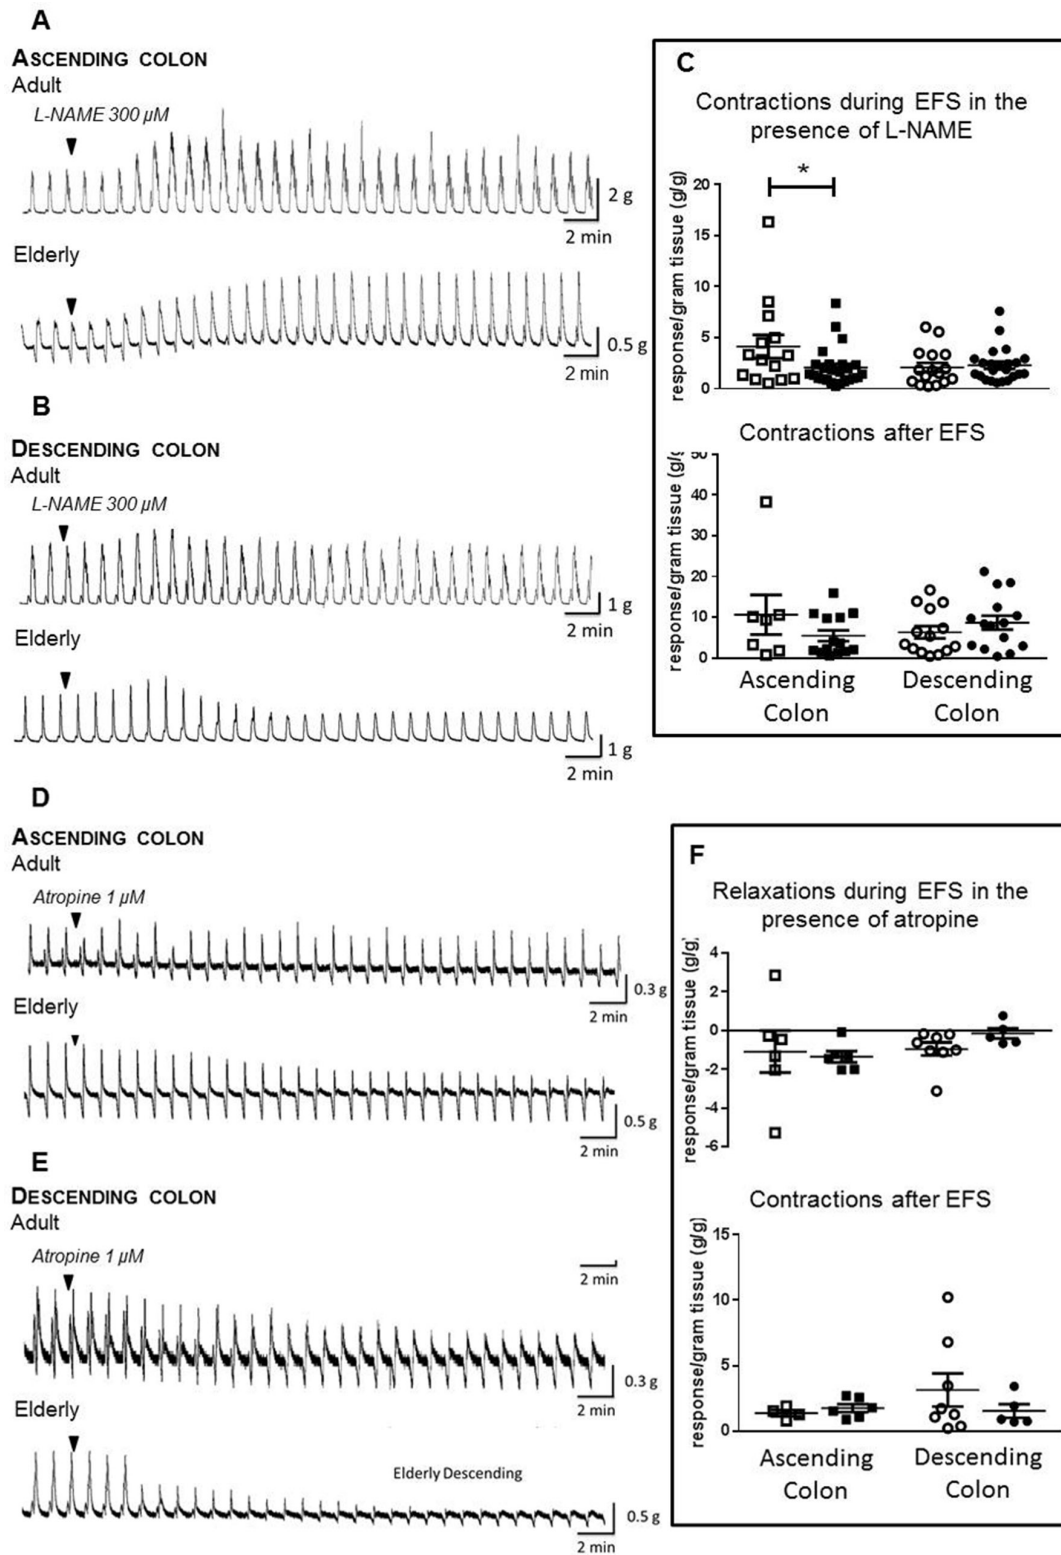 A
ASCENDING COLON
Adult
L-NAME 300 µM
2 g
2 min
Elderly
0.5 g
2 min
B
DESCENDING COLON
Adult
L-NAME 300 µM
1 g
2 min
Elderly
1 g
2 min
C
Contractions during EFS in the
presence of L-NAME
*
response/gram tissue (g/g)
20
15
10
5
0
Contractions after EFS
response/gram tissue (g/g
50
40
30
20
10
0
Ascending
Colon
Descending
Colon
D
ASCENDING COLON
Adult
Atropine 1 µM
0.3 g
2 min
Elderly
0.5 g
2 min
E
DESCENDING COLON
Adult
Atropine 1 µM
2 min
0.3 g
2 min
Elderly
Elderly Descending
0.5 g
2 min
F
Relaxations during EFS in the
presence of atropine
response/gram tissue (g/g)
4
2
0
-2
-4
-6
Contractions after EFS
response/gram tissue (g/g)
15
10
5
0
Ascending
Colon
Descending
Colon